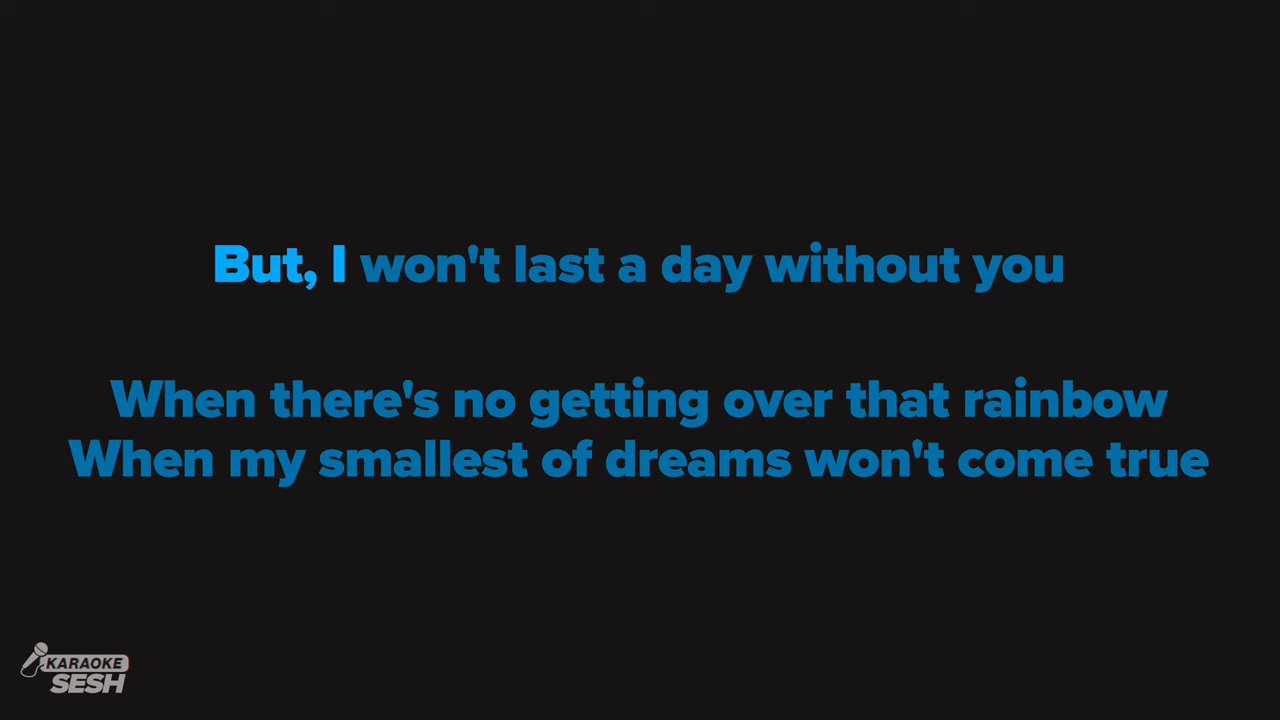 But, I won't last a day without you
When there's no getting over that rainbow
When my smallest of dreams won't come true
KARAOKE
SESH